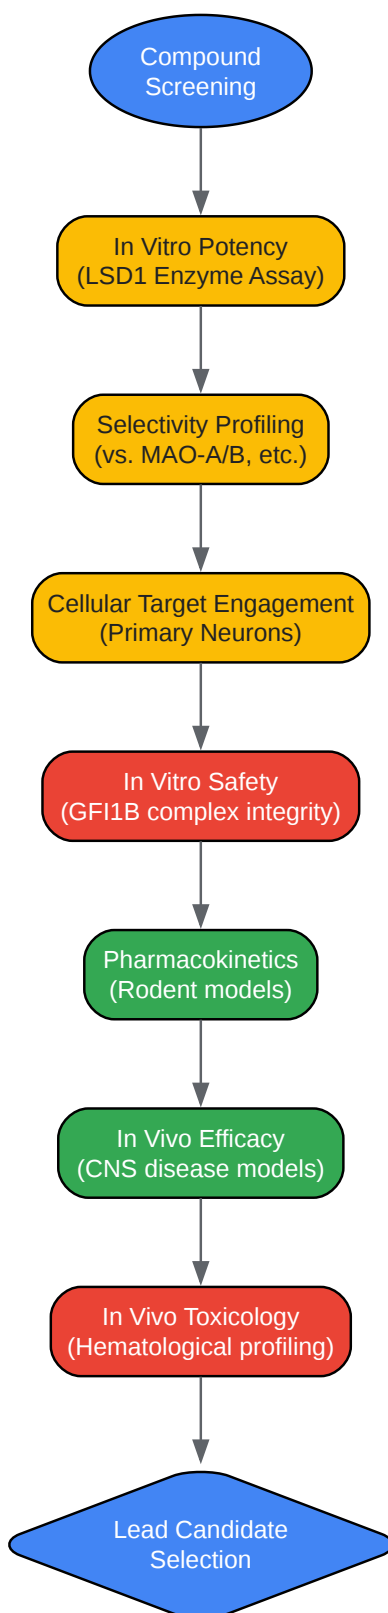 Compound
Screening
In Vitro Potency
(LSD1 Enzyme Assay)
Selectivity Profiling
(vs. MAO-A/B, etc.)
Cellular Target Engagement
(Primary Neurons)
In Vitro Safety
(GFI1B complex integrity)
Pharmacokinetics
(Rodent models)
In Vivo Efficacy
(CNS disease models)
In Vivo Toxicology
(Hematological profiling)
Lead Candidate
Selection